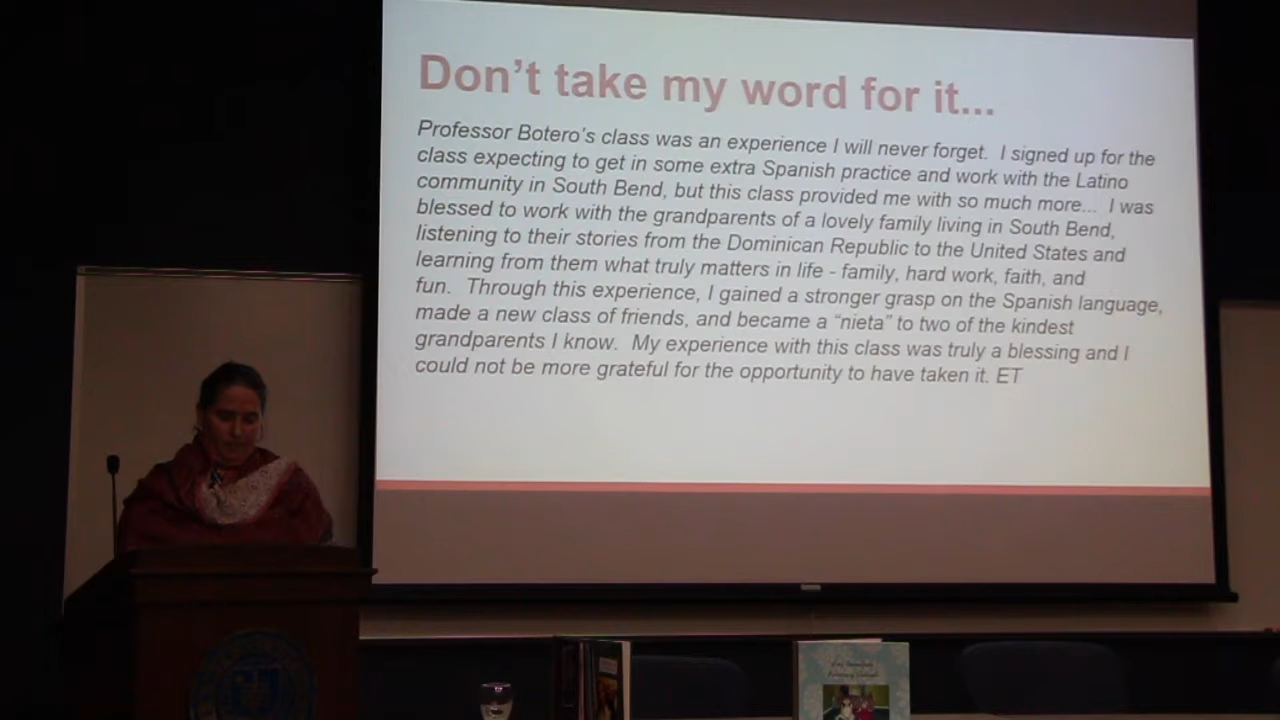 Don't take my word for it...
Professor Botero's class was an experience I will never forget. I signed up for the
class expecting to get in some extra Spanish practice and work with the Latino
community in South Bend, but this class provided me with so much more... I was
blessed to work with the grandparents of a lovely family living in South Bend,
listening to their stories from the Dominican Republic to the United States and
learning from them what truly matters in life - family, hard work, faith, and
fun. Through this experience, I gained a stronger grasp on the Spanish language,
made a new class of friends, and became a “nieta” to two of the kindest
grandparents I know. My experience with this class was truly a blessing and I
could not be more grateful for the opportunity to have taken it. ET